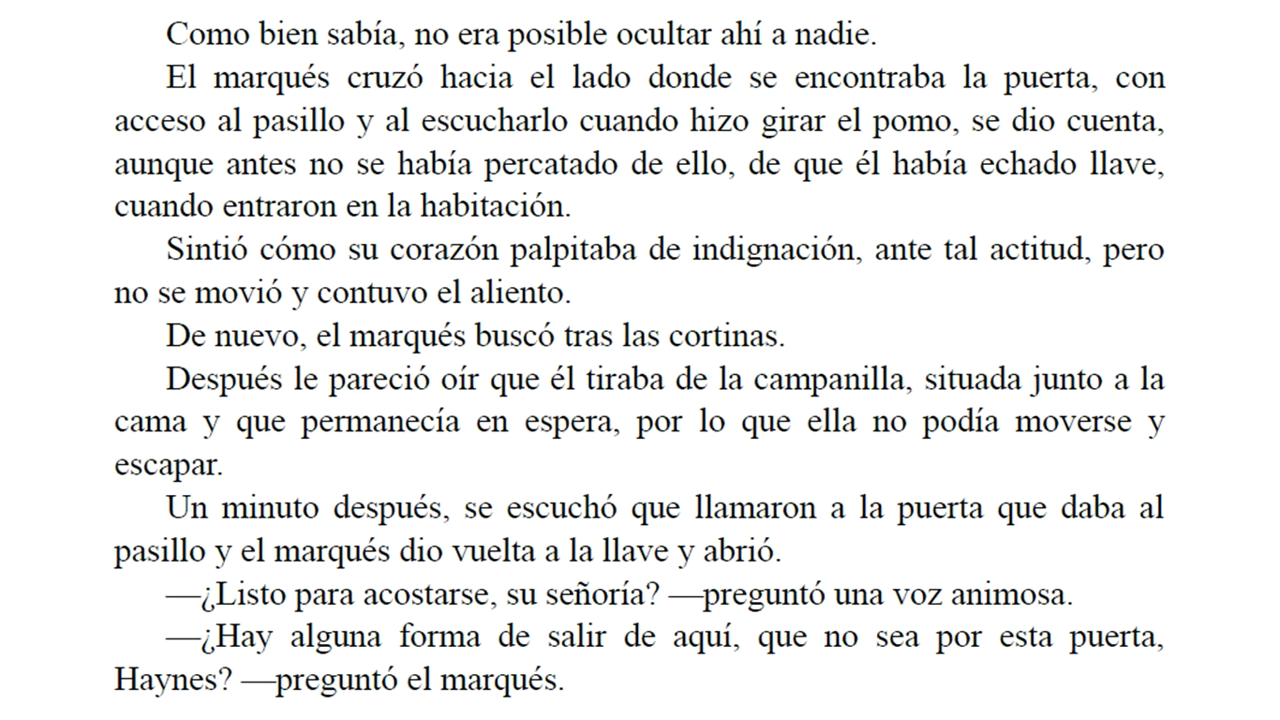 Como bien sabía, no era posible ocultar ahí a nadie.
El marqués cruzó hacia el lado donde se encontraba la puerta, con
acceso al pasillo y al escucharlo cuando hizo girar el pomo, se dio cuenta,
aunque antes no se había percatado de ello, de que él había echado llave,
cuando entraron en la habitación.
Sintió cómo su corazón palpitaba de indignación, ante tal actitud, pero
no se movió y contuvo el aliento.
De nuevo, el marqués buscó tras las cortinas.
Después le pareció oír que él tiraba de la campanilla, situada junto a la
cama y que permanecía en espera, por lo que ella no podía moverse y
escapar.
Un minuto después, se escuchó que llamaron a la puerta que daba al
pasillo y el marqués dio vuelta a la llave y abrió.
—¿Listo para acostarse, su señoría? —preguntó una voz animosa.
—¿Hay alguna forma de salir de aquí, que no sea por esta puerta,
Haynes? —preguntó el marqués.